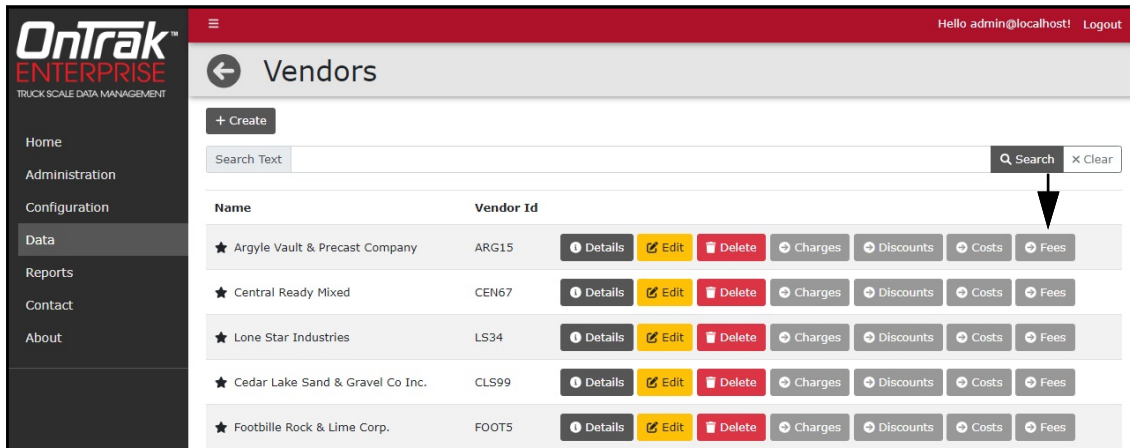 OnTrak™
ENTERPRISE
TRUCK SCALE DATA MANAGEMENT
Hello admin@localhost! Logout
Vendors
+ Create
Search Text Search × Clear
Home
Administration
Configuration
Data
Reports
Contact
About
Name Vendor Id
Argyle Vault & Precast Company ARG15 Details Edit Delete Charges Discounts Costs Fees
Central Ready Mixed CEN67 Details Edit Delete Charges Discounts Costs Fees
Lone Star Industries LS34 Details Edit Delete Charges Discounts Costs Fees
Cedar Lake Sand & Gravel Co Inc. CLS99 Details Edit Delete Charges Discounts Costs Fees
Footbille Rock & Lime Corp. FOOT5 Details Edit Delete Charges Discounts Costs Fees